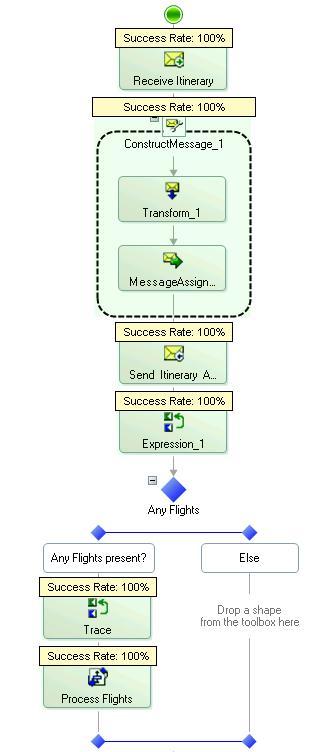 Success Rate: 100%
Receive Itinerary
Success Rate: 100%
ConstructMessage_1
Transform_1
MessageAssign...
Success Rate: 100%
Send Itinerary A...
Success Rate: 100%
Expression_1
Any Flights
Any Flights present?
Else
Success Rate: 100%
Trace
Drop a shape
from the toolbox here
Success Rate: 100%
Process Flights